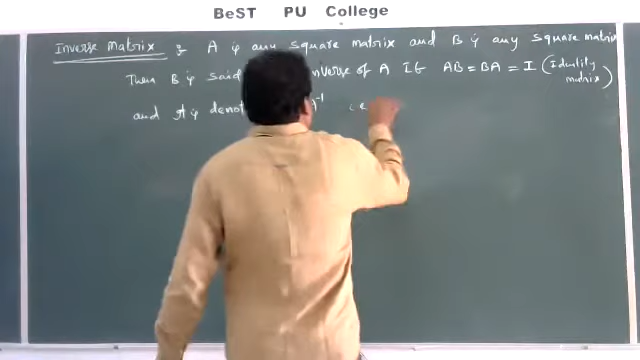 BeST PU College
Inverse Matrix : A is any square matrix and B is any square matrix
Then B is said inverse of A If AB = BA = I (Identity
matrix)
and is denot -1 i e